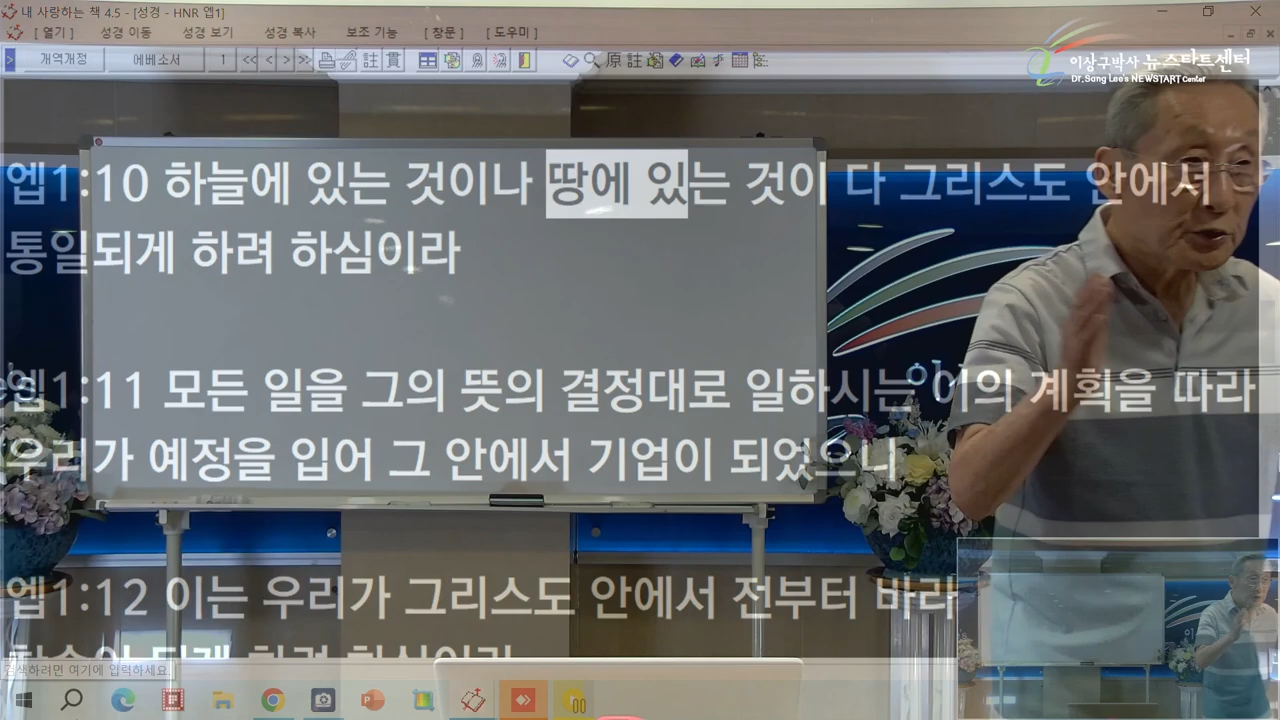 내 사랑하는 책 4.5 - [성경 - HNR 엡1]
[ 열기 ] 성경 이동 성경 보기 성경 복사 보조 기능 [ 창문 ] [ 도우미 ]
개역개정 에베소서 1 << < > >> 註 貫 原 註
이상구박사 뉴스타트센터
Dr. Sang Lee's NEWSTART Center
엡1:10 하늘에 있는 것이나 땅에 있는 것이 다 그리스도 안에서
통일되게 하려 하심이라
엡1:11 모든 일을 그의 뜻의 결정대로 일하시는 이의 계획을 따라
우리가 예정을 입어 그 안에서 기업이 되었으니
엡1:12 이는 우리가 그리스도 안에서 전부터 바라
검색하려면 여기에 입력하세요.